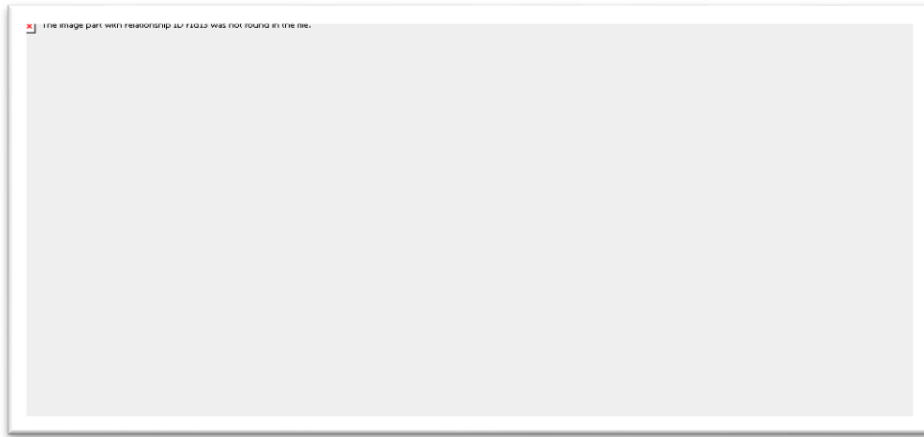 The image part with relationship ID rId13 was not found in the file.